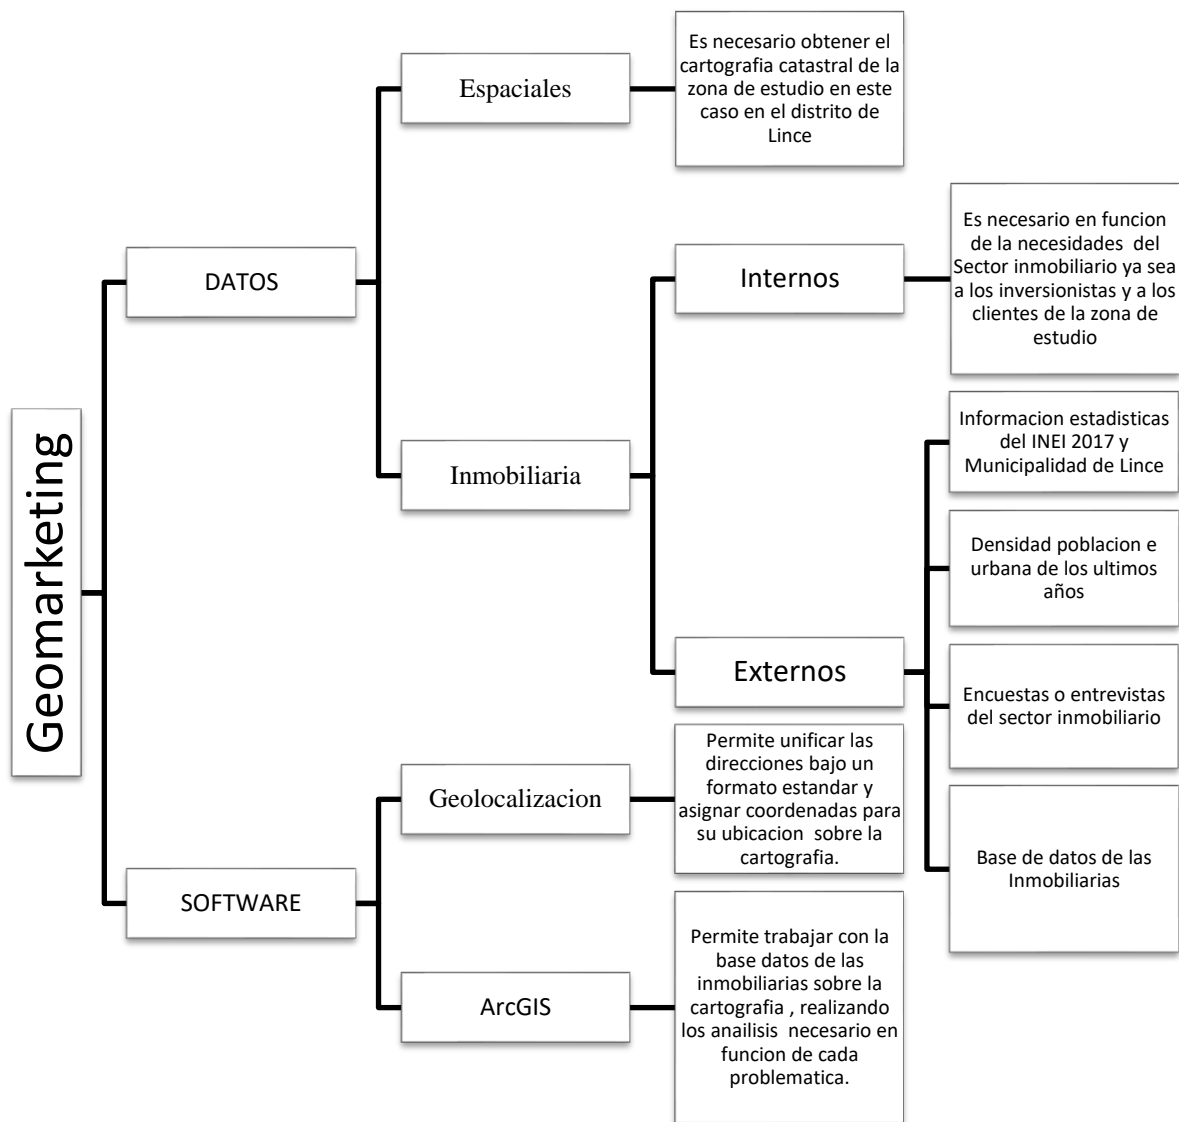 Geomarketing
DATOS
Espaciales
Es necesario obtener el
cartografia catastral de la
zona de estudio en este
caso en el distrito de
Lince
Inmobiliaria
Internos
Es necesario en funcion
de la necesidades del
Sector inmobiliario ya sea
a los inversionistas y a los
clientes de la zona de
estudio
Externos
Informacion estadisticas
del INEI 2017 y
Municipalidad de Lince
Densidad poblacion e
urbana de los ultimos
años
Encuestas o entrevistas
del sector inmobiliario
Base de datos de las
Inmobiliarias
SOFTWARE
Geolocalizacion
Permite unificar las
direcciones bajo un
formato estandar y
asignar coordenadas para
su ubicacion sobre la
cartografia.
ArcGIS
Permite trabajar con la
base datos de las
inmobiliarias sobre la
cartografia , realizando
los anailisis necesario en
funcion de cada
problematica.